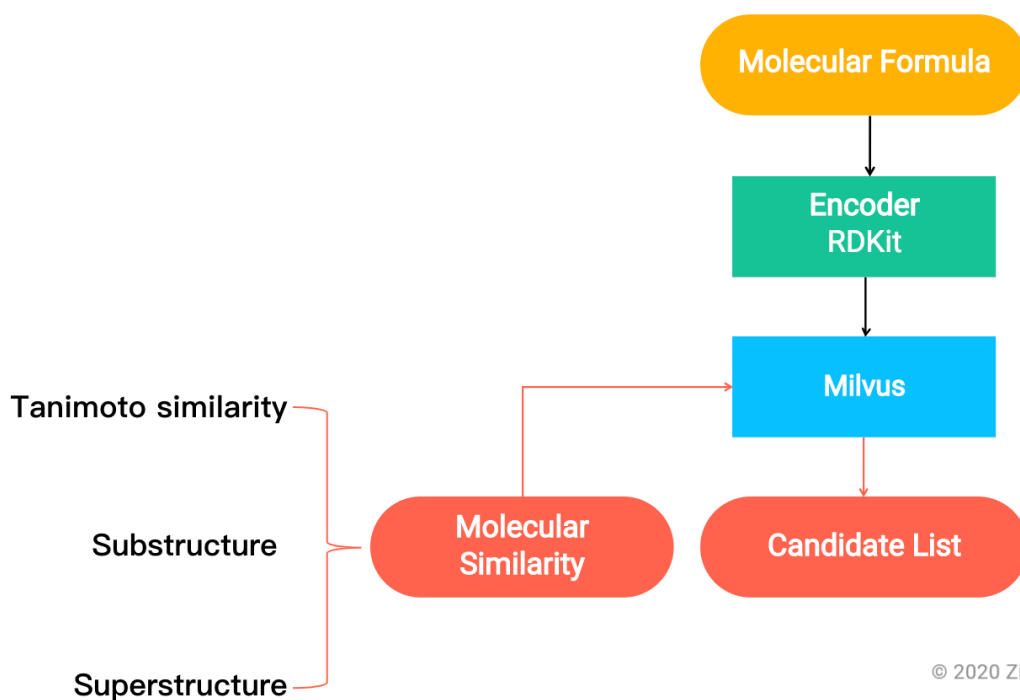 Molecular Formula
Encoder
RDKit
Milvus
Tanimoto similarity
Substructure
Superstructure
Molecular
Similarity
Candidate List
© 2020